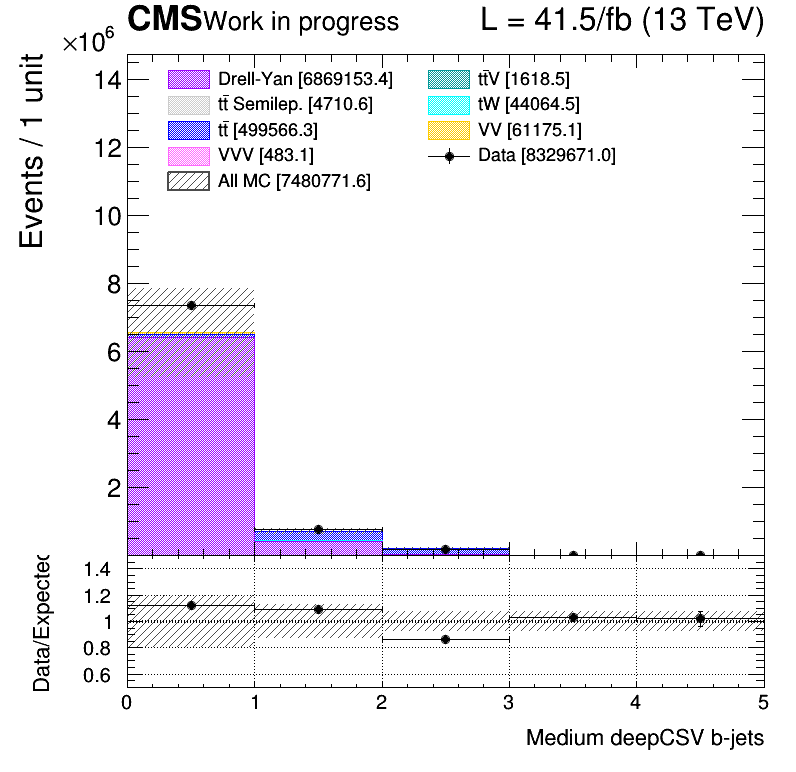 CMS Work in progress L = 41.5/fb (13 TeV)
×10⁶
Events / 1 unit
14
12
10
8
6
4
2
Drell-Yan [6869153.4]
tt̄ Semilep. [4710.6]
tt̄ [499566.3]
VVV [483.1]
All MC [7480771.6]
tt̄V [1618.5]
tW [44064.5]
VV [61175.1]
Data [8329671.0]
Data/Expected
1.4
1.2
1
0.8
0.6
0 1 2 3 4 5
Medium deepCSV b-jets